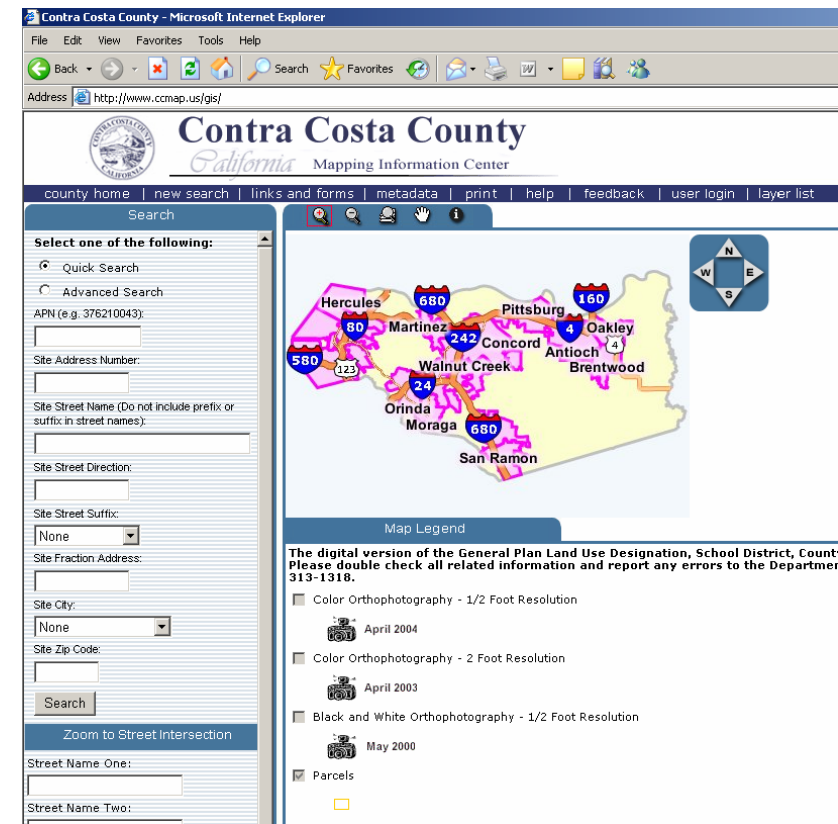 Contra Costa County - Microsoft Internet Explorer
File Edit View Favorites Tools Help
Back Search Favorites
Address http://www.ccmap.us/gis/
Contra Costa County
California Mapping Information Center
county home | new search | links and forms | metadata | print | help | feedback | user login | layer list
Search
Select one of the following:
Quick Search
Advanced Search
APN (e.g. 376210043):
Site Address Number:
Site Street Name (Do not include prefix or
suffix in street names):
Site Street Direction:
Site Street Suffix:
None
Site Fraction Address:
Site City:
None
Site Zip Code:
Search
Zoom to Street Intersection
Street Name One:
Street Name Two:
N
W E
S
Hercules 680 Pittsburg 160
80 Martinez 242 Concord 4 Oakley
580 123 Walnut Creek Antioch 4
24 Brentwood
Orinda
Moraga 680
San Ramon
Map Legend
The digital version of the General Plan Land Use Designation, School District, Count
Please double check all related information and report any errors to the Departmen
313-1318.
Color Orthophotography - 1/2 Foot Resolution
April 2004
Color Orthophotography - 2 Foot Resolution
April 2003
Black and White Orthophotography - 1/2 Foot Resolution
May 2000
Parcels